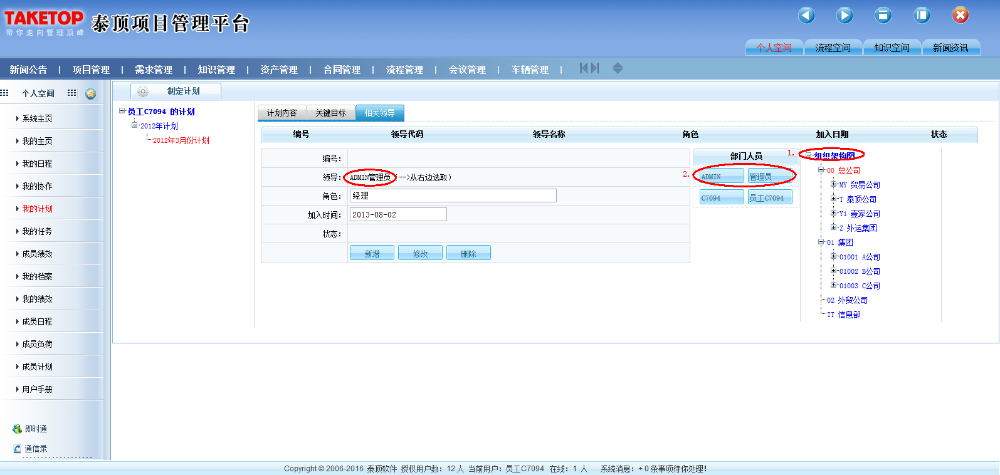 TAKETOP
带你走向管理顶峰
泰顶项目管理平台
个人空间 流程空间 知识空间 新闻资讯
新闻公告 | 项目管理 | 需求管理 | 知识管理 | 资产管理 | 合同管理 | 流程管理 | 会议管理 | 车辆管理 |
个人空间
系统主页
我的主页
我的日程
我的协作
我的计划
我的任务
成员绩效
我的档案
我的绩效
成员日程
成员负荷
成员计划
用户手册
即时通
通信录
制定计划
员工C7094 的计划
2012年计划
2012年3月份计划
计划内容 关键目标 相关领导
编号 领导代码 领导名称 角色 加入日期 状态
编号：
领导： ADMIN管理员（-->从右边选取）
角色： 经理
加入时间： 2013-08-02
状态：
新增 修改 删除
部门人员
2. ADMIN 管理员
C7094 员工C7094
1. 组织架构图
00 总公司
MY 贸易公司
T 泰顶公司
Y1 壹家公司
Z 外运集团
01 集团
01001 A公司
01002 B公司
01003 C公司
02 外贸公司
IT 信息部
Copyright © 2006-2016 泰顶软件 授权用户数： 12 人 当前用户： 员工C7094 在线： 1 人 系统消息： + 0 条事项待你处理！